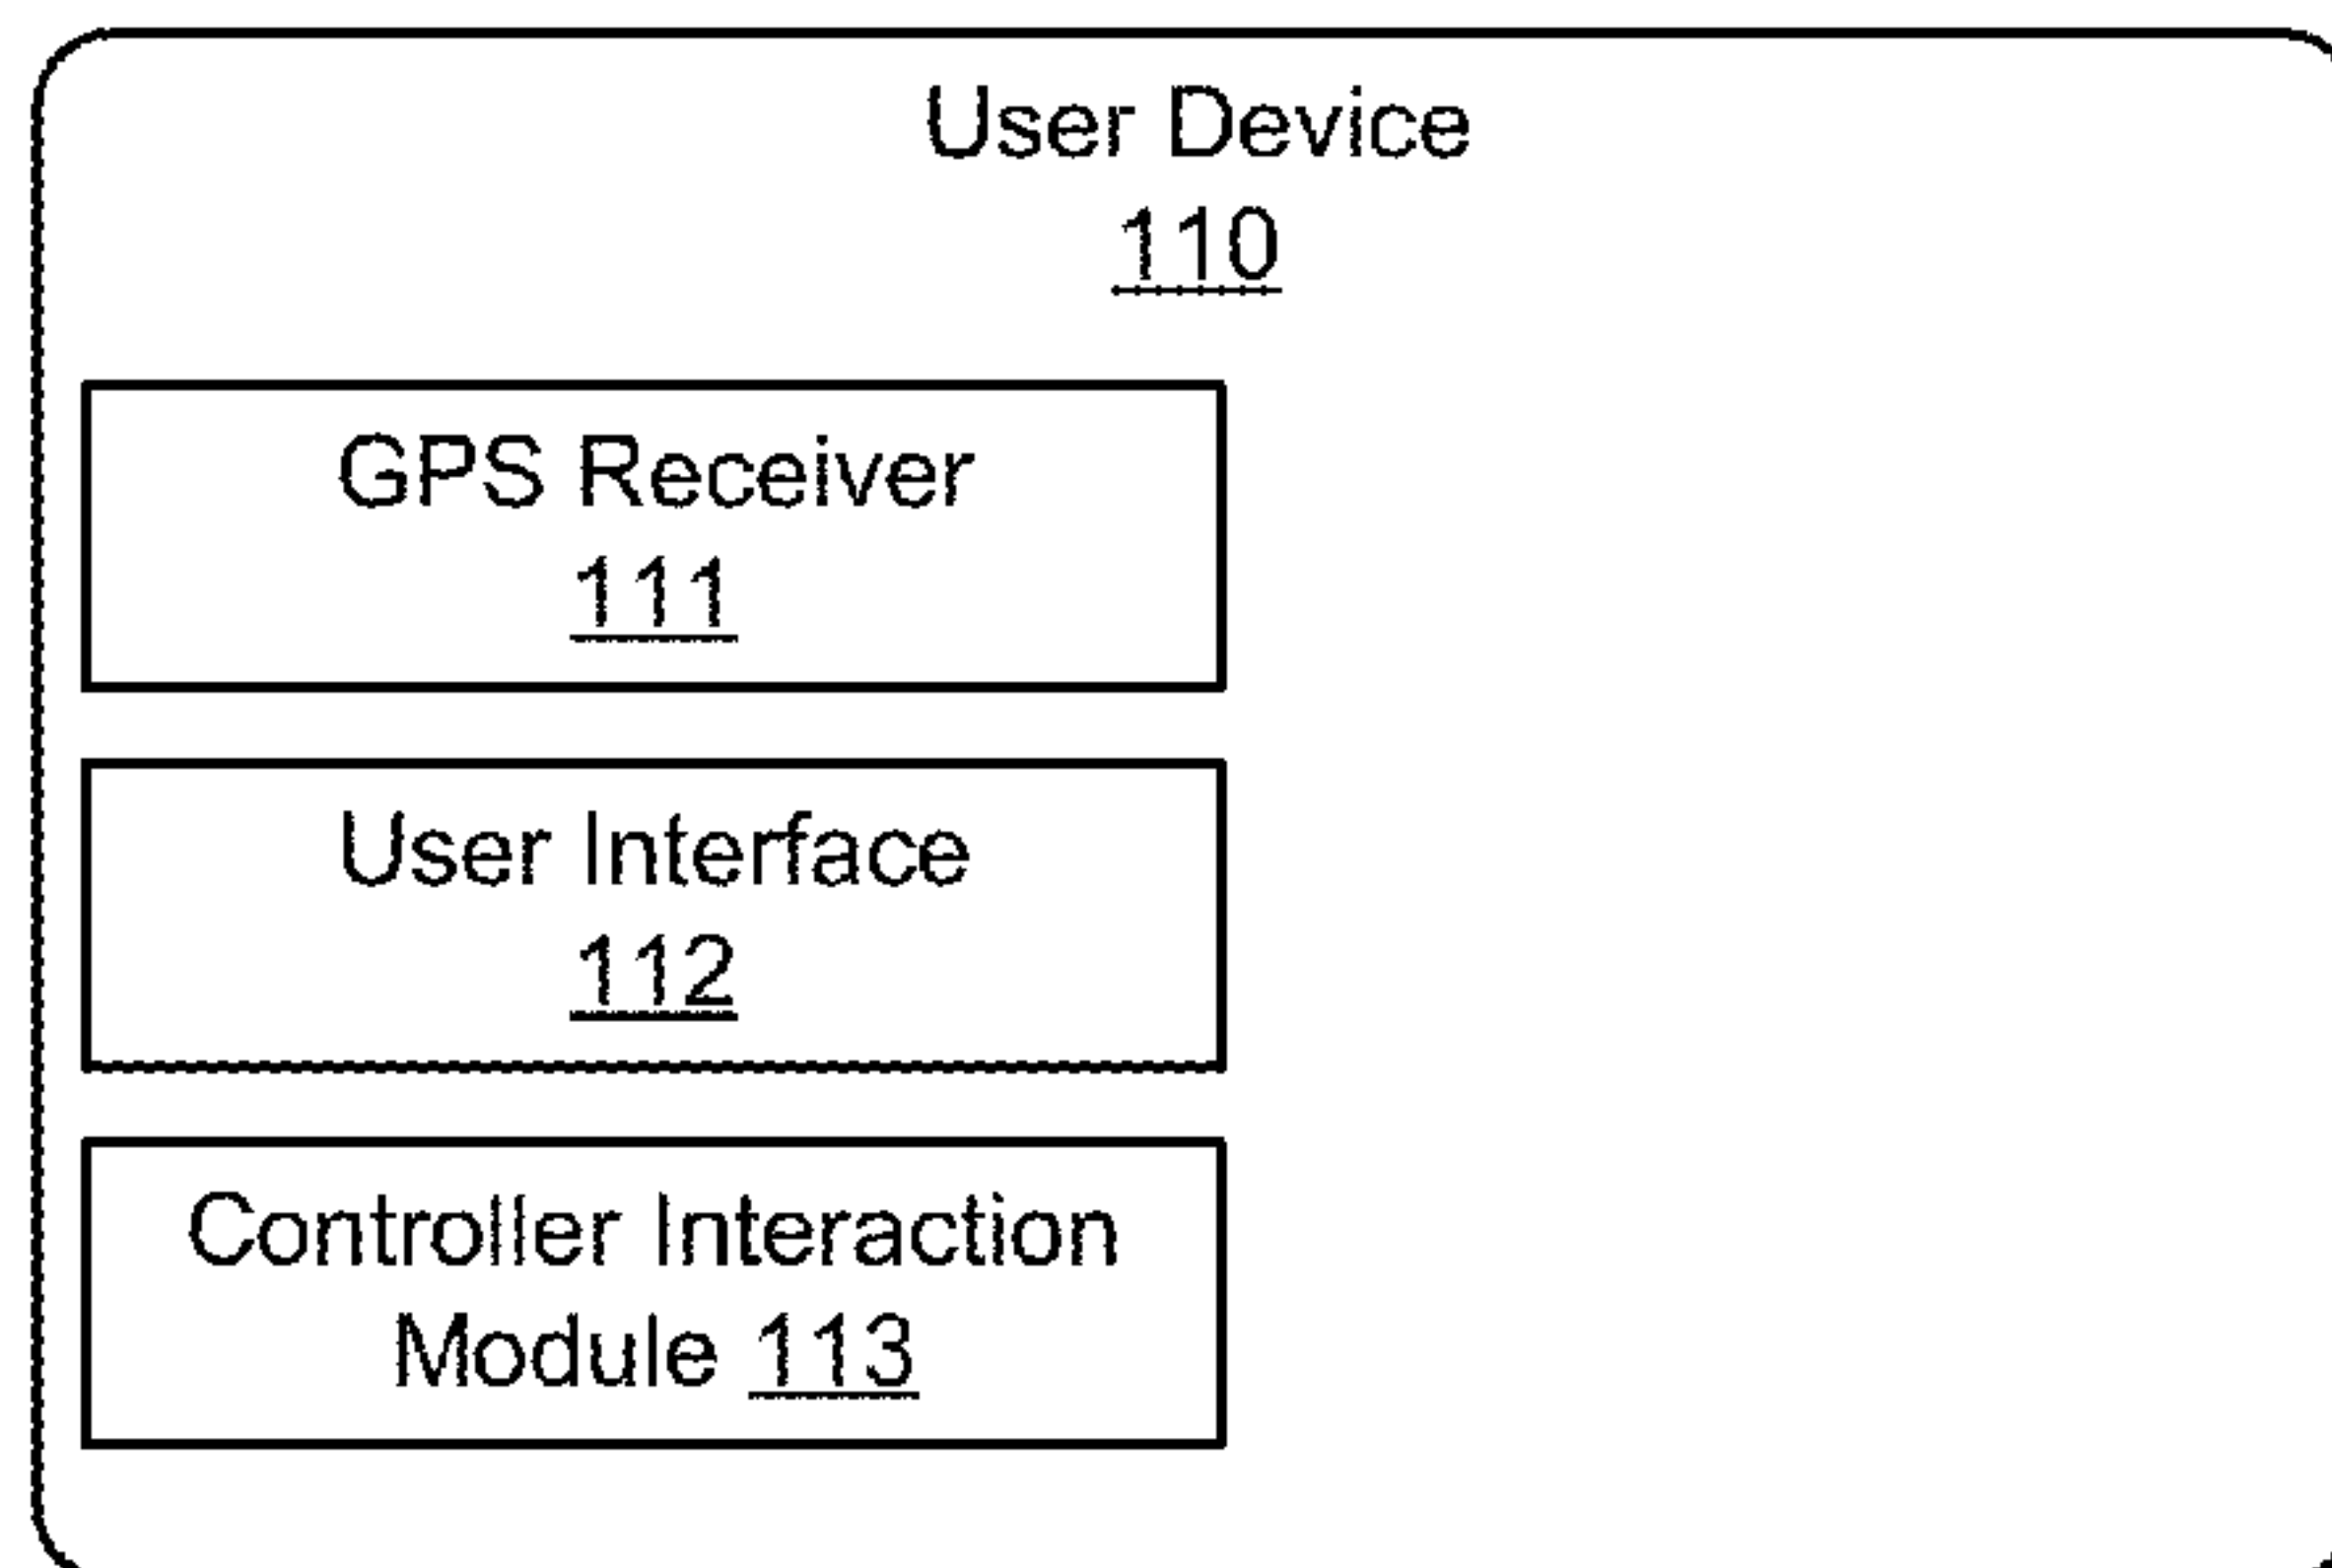 User Device
110
GPS Receiver
111
User Interface
112
Controller Interaction
Module 113